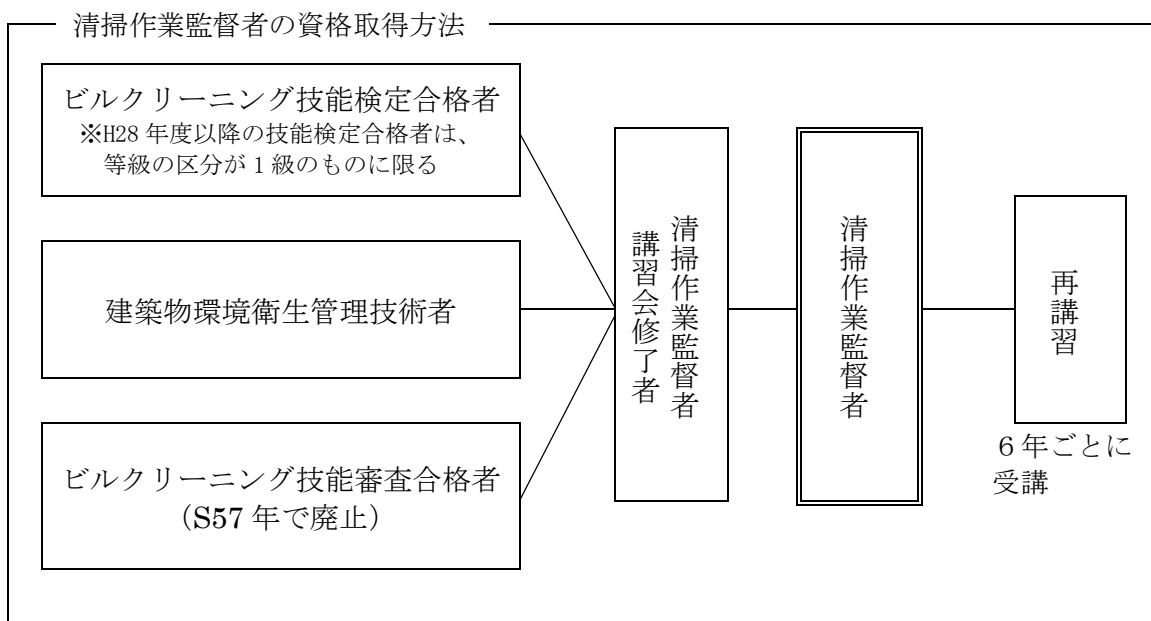 清掃作業監督者の資格取得方法
ビルクリーニング技能検定合格者
※H28 年度以降の技能検定合格者は、
等級の区分が 1 級のものに限る
建築物環境衛生管理技術者
ビルクリーニング技能審査合格者
(S57 年で廃止)
清掃作業監督者
講習会修了者
清掃作業監督者
再講習
6年ごとに
受講